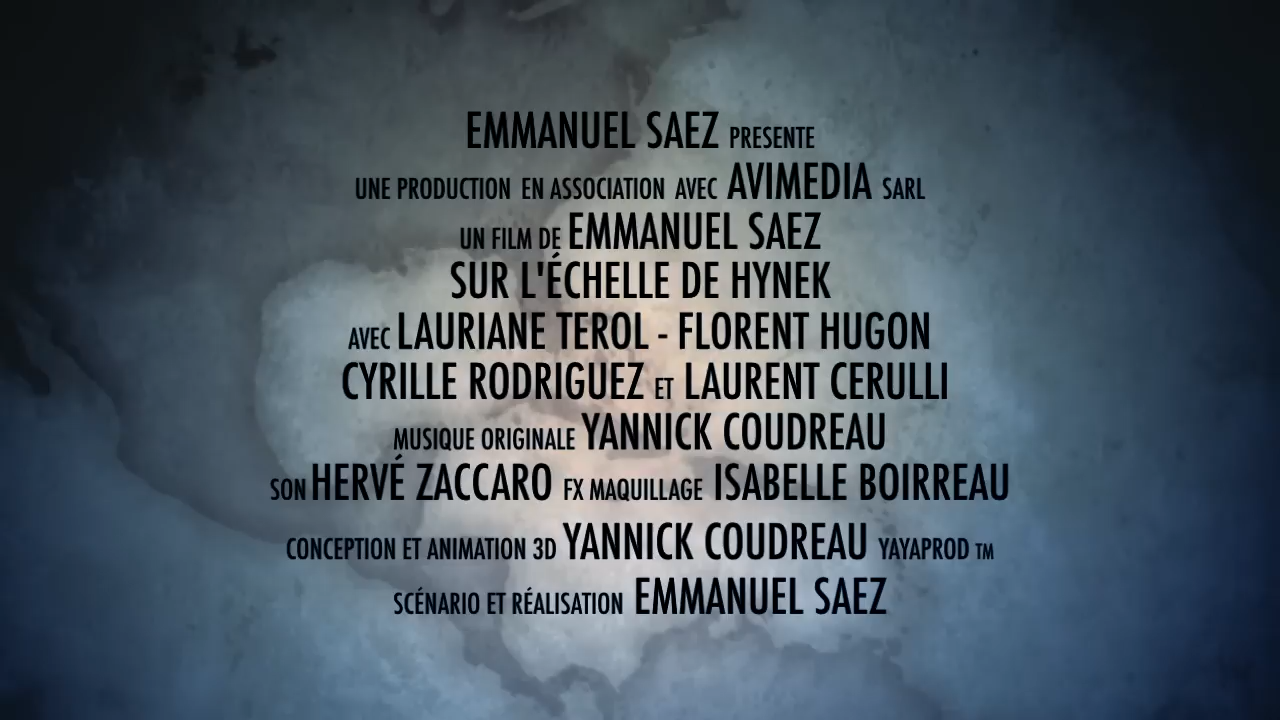 EMMANUEL SAEZ PRESENTE
UNE PRODUCTION EN ASSOCIATION AVEC AVIMEDIA SARL
UN FILM DE EMMANUEL SAEZ
SUR L'ÉCHELLE DE HYNEK
AVEC LAURIANE TEROL - FLORENT HUGON
CYRILLE RODRIGUEZ ET LAURENT CERULLI
MUSIQUE ORIGINALE YANNICK COUDREAU
SON HERVÉ ZACCARO FX MAQUILLAGE ISABELLE BOIRREAU
CONCEPTION ET ANIMATION 3D YANNICK COUDREAU YAYAPROD TM
SCÉNARIO ET RÉALISATION EMMANUEL SAEZ